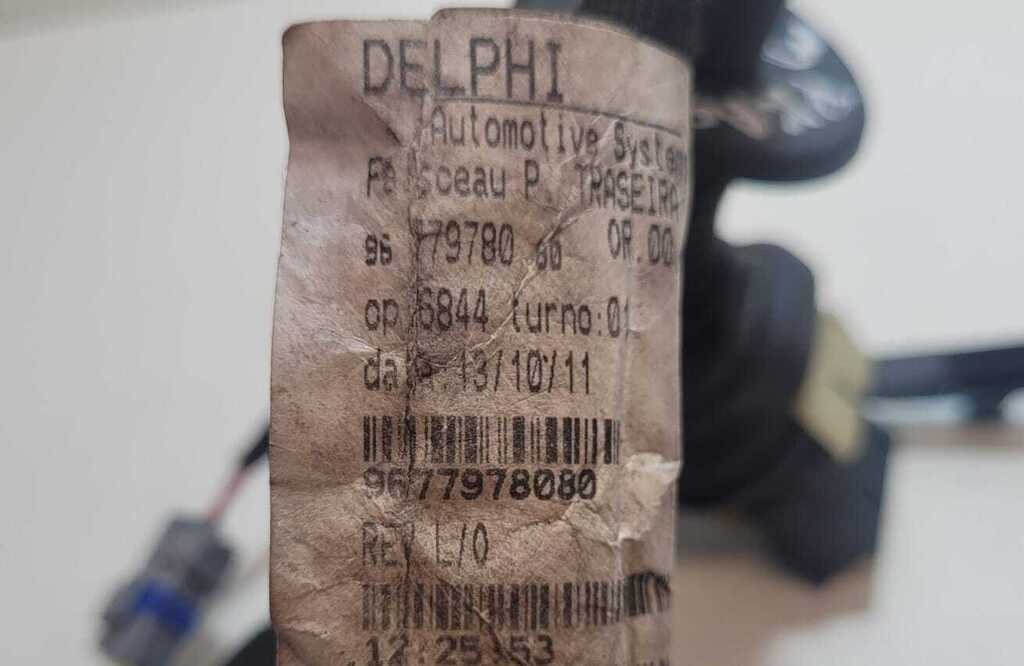 DELPHI
Automotive System
Faisceau P. TRASEIRA
96 779780 80 OR.00
op 6844 turno:01
data:13/10/11
9677978080
REV L/0
12:25:53